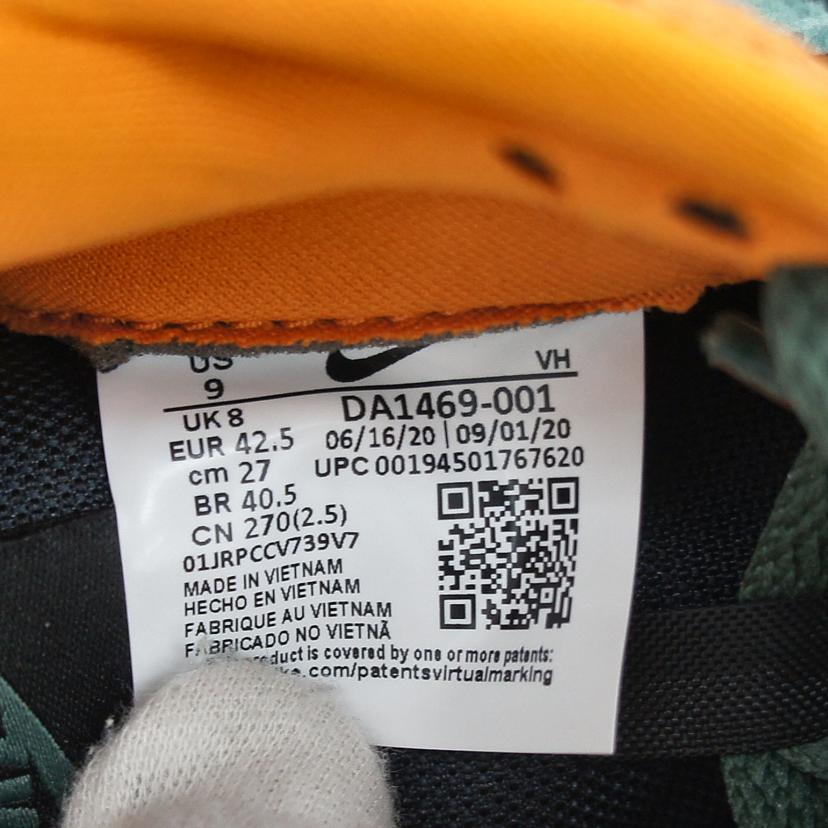 US
9
VH
UK 8
DA1469-001
EUR 42.5
06/16/20 | 09/01/20
cm 27
UPC 00194501767620
BR 40.5
CN 270(2.5)
01JRPCCV739V7
MADE IN VIETNAM
HECHO EN VIETNAM
FABRIQUE AU VIETNAM
FABRICADO NO VIETNÃ
is covered by one or more patents:
.com/patentsvirtualmarking